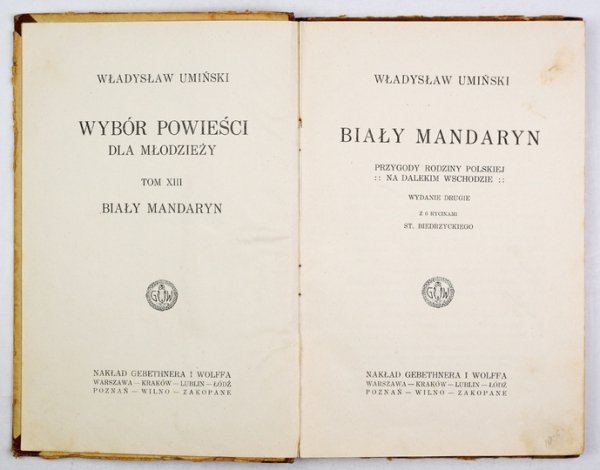 WŁADYSŁAW UMIŃSKI
WYBÓR POWIEŚCI
DLA MŁODZIEŻY
TOM XIII
BIAŁY MANDARYN
G W
NAKŁAD GEBETHNERA I WOLFFA
WARSZAWA — KRAKÓW — LUBLIN — ŁÓDŹ
POZNAŃ — WILNO — ZAKOPANE
WŁADYSŁAW UMIŃSKI
BIAŁY MANDARYN
PRZYGODY RODZINY POLSKIEJ
:: NA DALEKIM WSCHODZIE ::
WYDANIE DRUGIE
Z 6 RYCINAMI
ST. BIEDRZYCKIEGO
G W
NAKŁAD GEBETHNERA I WOLFFA
WARSZAWA — KRAKÓW — LUBLIN — ŁÓDŹ
POZNAŃ — WILNO — ZAKOPANE